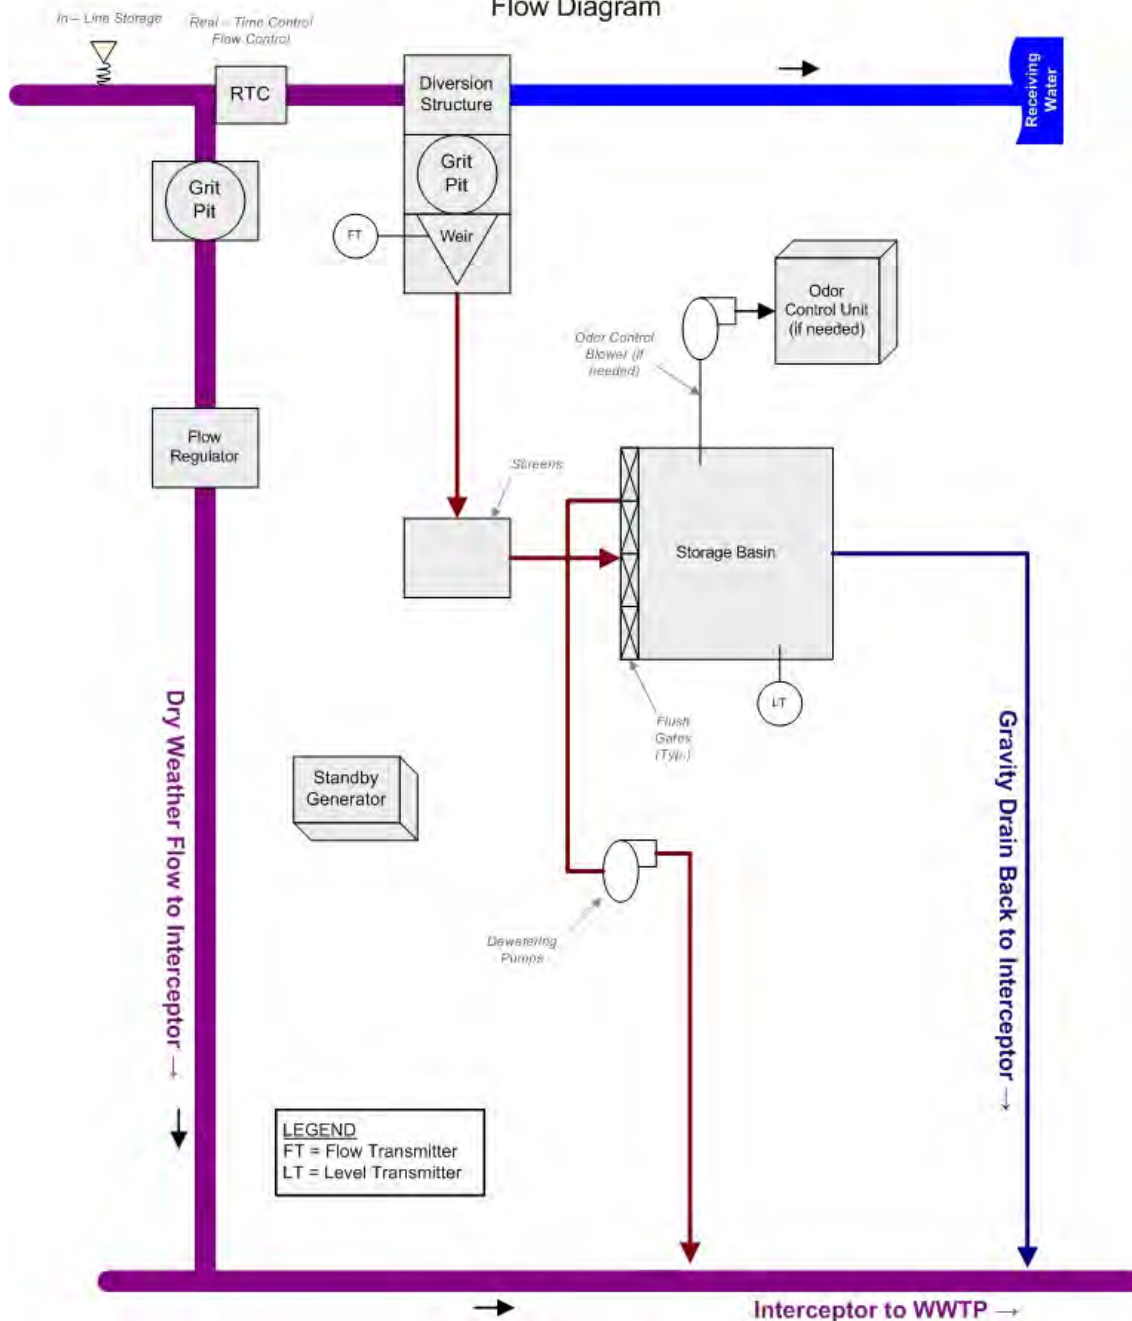 Flow Diagram
In – Line Storage
Real – Time Control
Flow Control
RTC
Diversion
Structure
Receiving
Water
Grit
Pit
Grit
Pit
FT
Weir
Odor
Control Unit
(if needed)
Odor Control
Blower (if
needed)
Flow
Regulator
Screens
Storage Basin
LT
Flush
Gates
(Typ.)
Dry Weather Flow to Interceptor →
Gravity Drain Back to Interceptor →
Standby
Generator
Dewatering
Pumps
LEGEND
FT = Flow Transmitter
LT = Level Transmitter
Interceptor to WWTP →